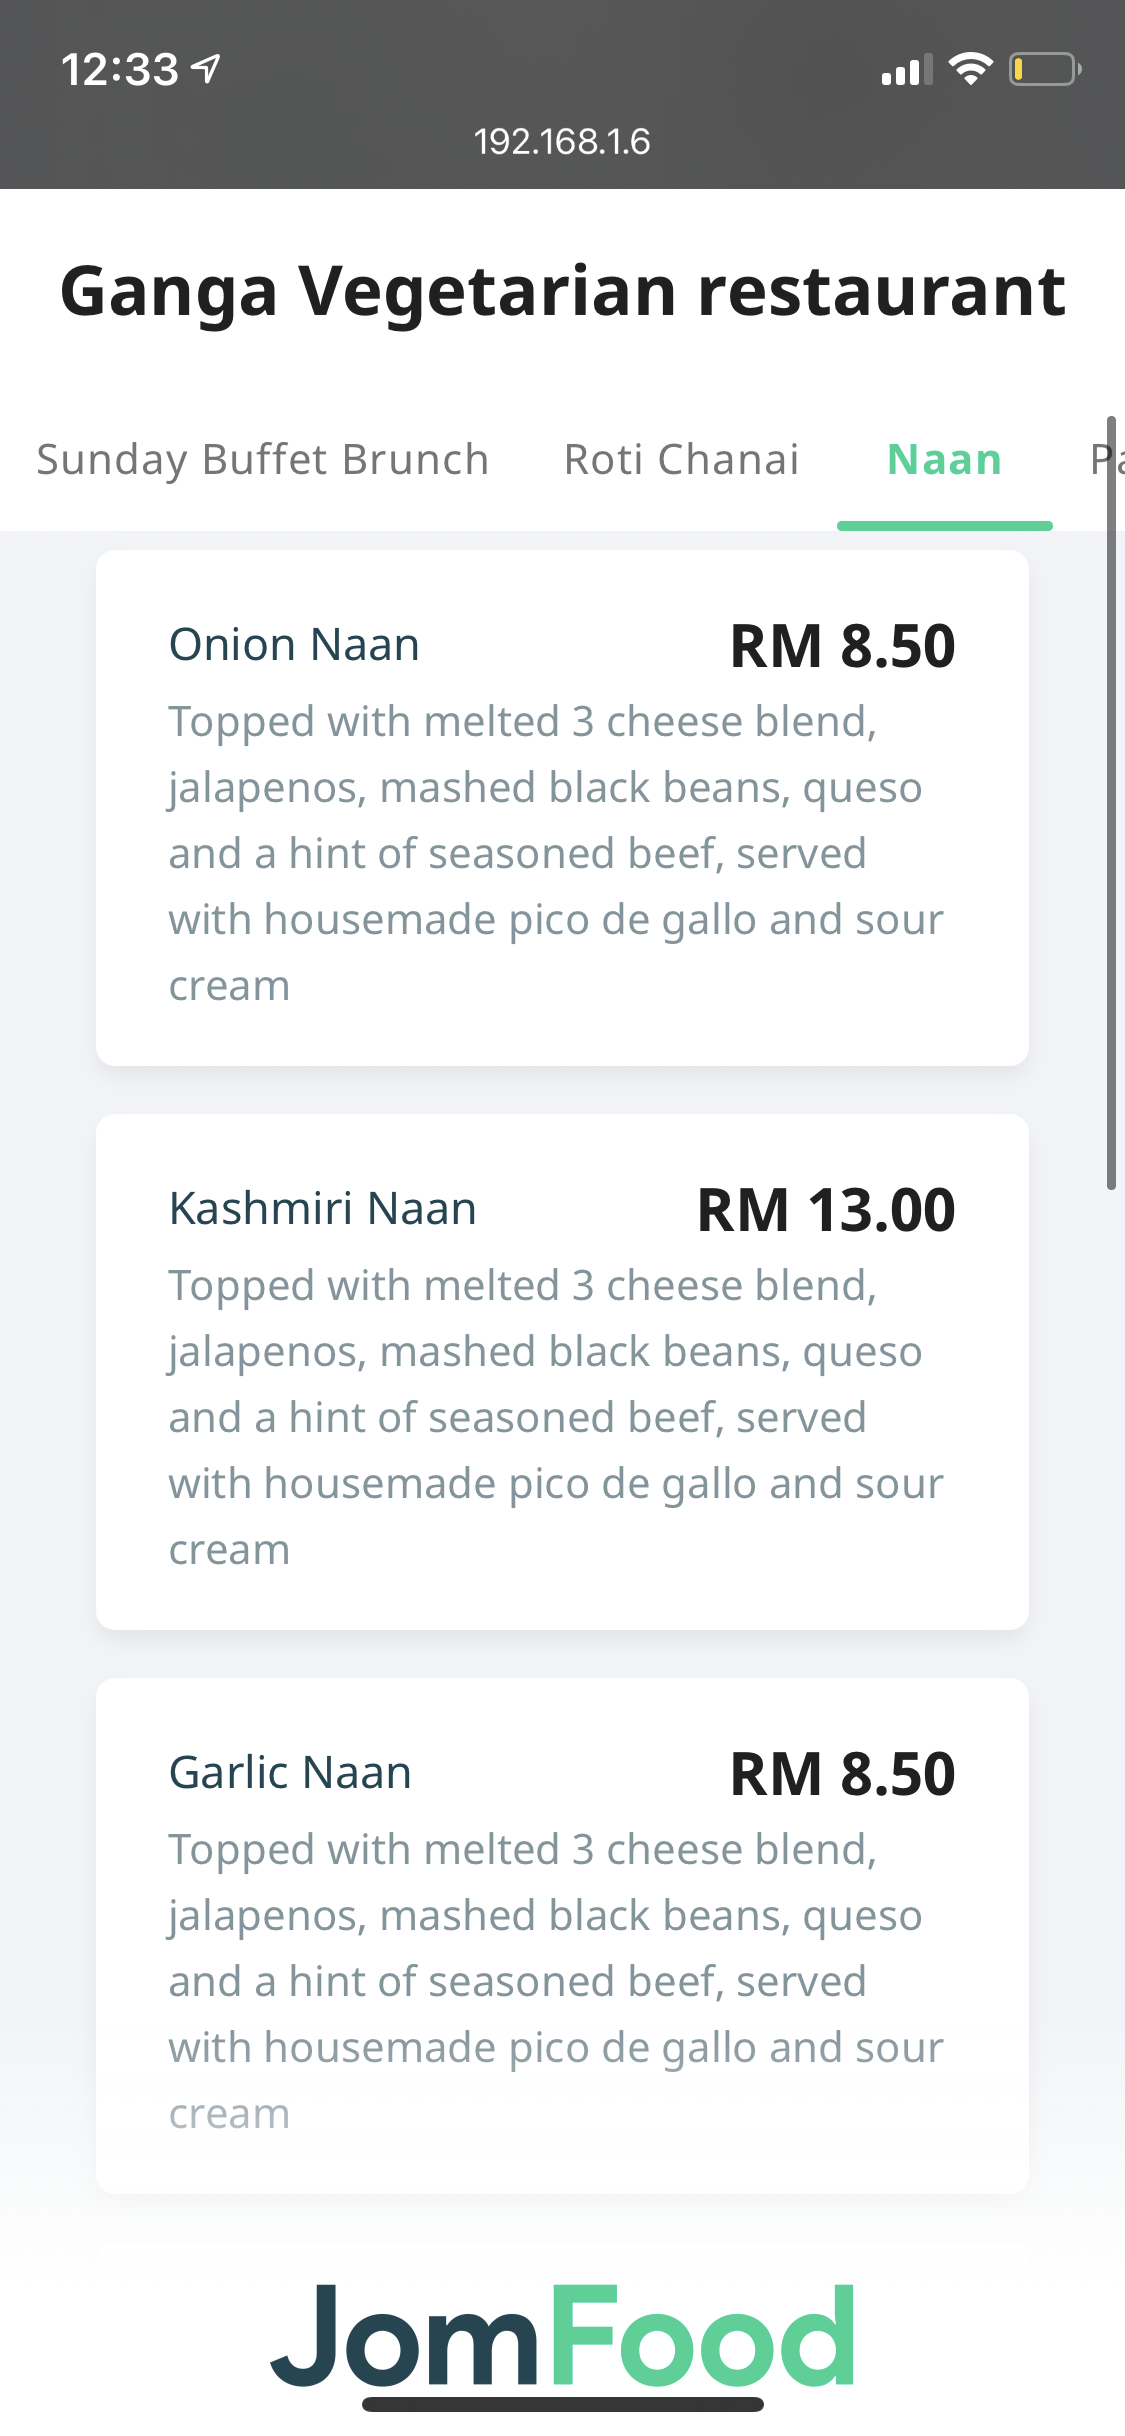 12:33
192.168.1.6
Ganga Vegetarian restaurant
Sunday Buffet Brunch Roti Chanai Naan
Onion Naan RM 8.50
Topped with melted 3 cheese blend,
jalapenos, mashed black beans, queso
and a hint of seasoned beef, served
with housemade pico de gallo and sour
cream
Kashmiri Naan RM 13.00
Topped with melted 3 cheese blend,
jalapenos, mashed black beans, queso
and a hint of seasoned beef, served
with housemade pico de gallo and sour
cream
Garlic Naan RM 8.50
Topped with melted 3 cheese blend,
jalapenos, mashed black beans, queso
and a hint of seasoned beef, served
with housemade pico de gallo and sour
cream
JomFood